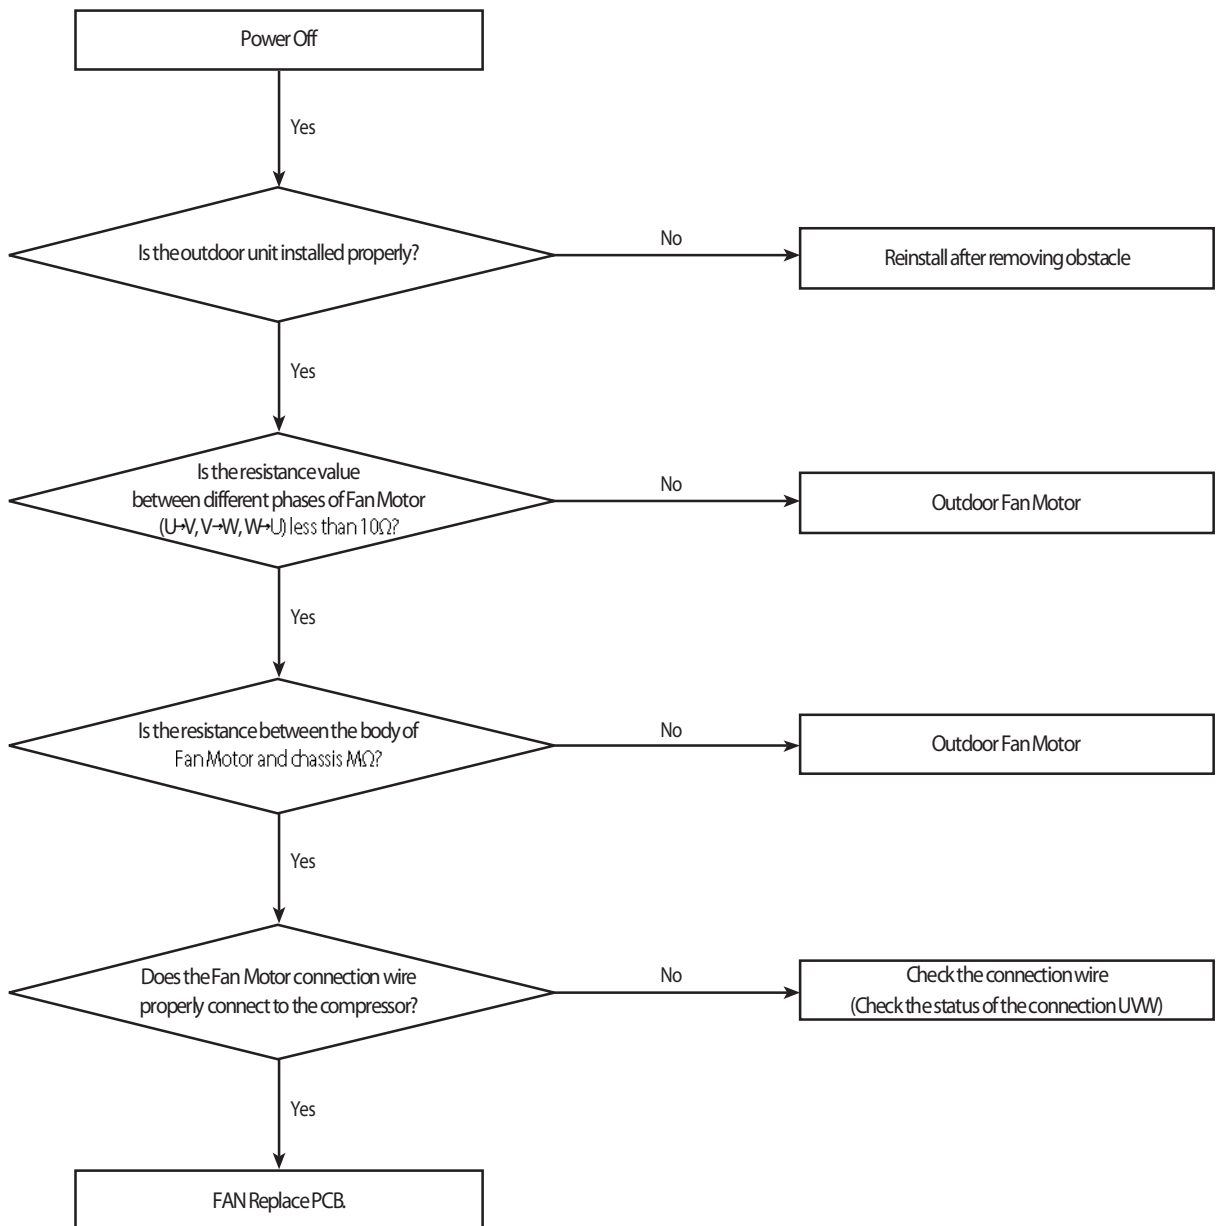 Power Off
Yes
Is the outdoor unit installed properly?
No
Reinstall after removing obstacle
Yes
Is the resistance value
between different phases of Fan Motor
(U→V, V→W, W→U) less than 10Ω?
No
Outdoor Fan Motor
Yes
Is the resistance between the body of
Fan Motor and chassis MΩ?
No
Outdoor Fan Motor
Yes
Does the Fan Motor connection wire
properly connect to the compressor?
No
Check the connection wire
(Check the status of the connection UVW)
Yes
FAN Replace PCB.